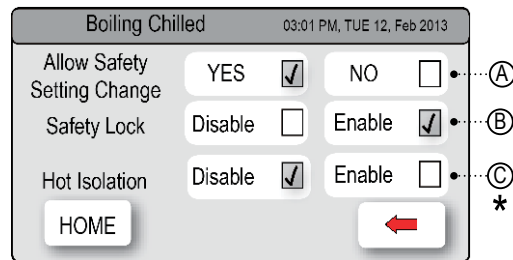 Boiling Chilled 03:01 PM, TUE 12, Feb 2013
Allow Safety Setting Change YES NO A
Safety Lock Disable Enable B
Hot Isolation Disable Enable C
*
HOME